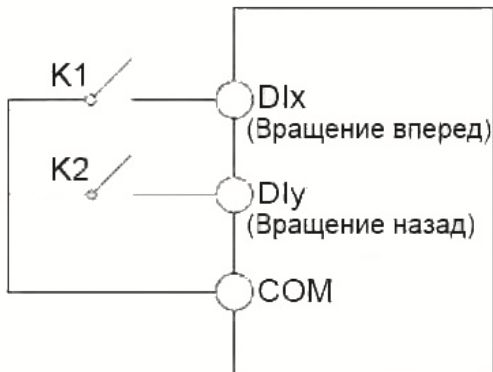 K1
DIx
(Вращение вперед)
K2
DIy
(Вращение назад)
COM